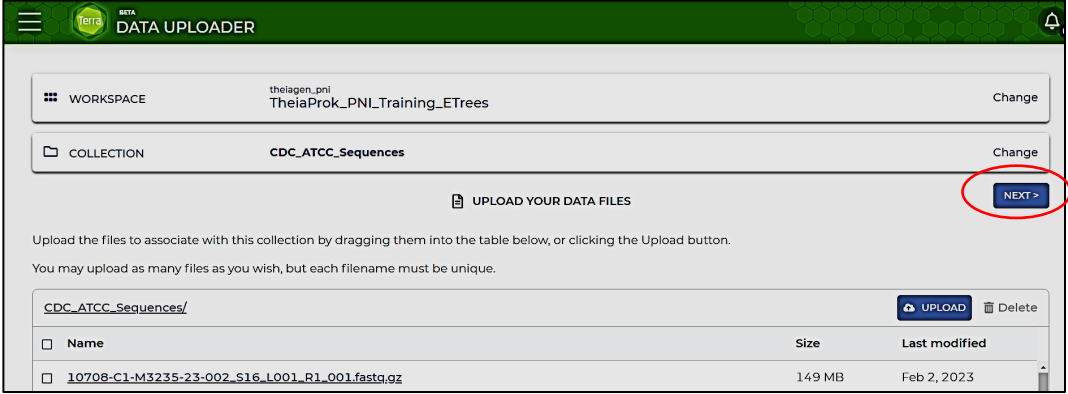 Terra
BETA
DATA UPLOADER
WORKSPACE
theiagen_pni
TheiaProk_PNI_Training_ETrees
Change
COLLECTION
CDC_ATCC_Sequences
Change
UPLOAD YOUR DATA FILES
NEXT >
Upload the files to associate with this collection by dragging them into the table below, or clicking the Upload button.
You may upload as many files as you wish, but each filename must be unique.
CDC_ATCC_Sequences/
UPLOAD
Delete
Name
Size
Last modified
10708-C1-M3235-23-002_S16_L001_R1_001.fastq.gz
149 MB
Feb 2, 2023